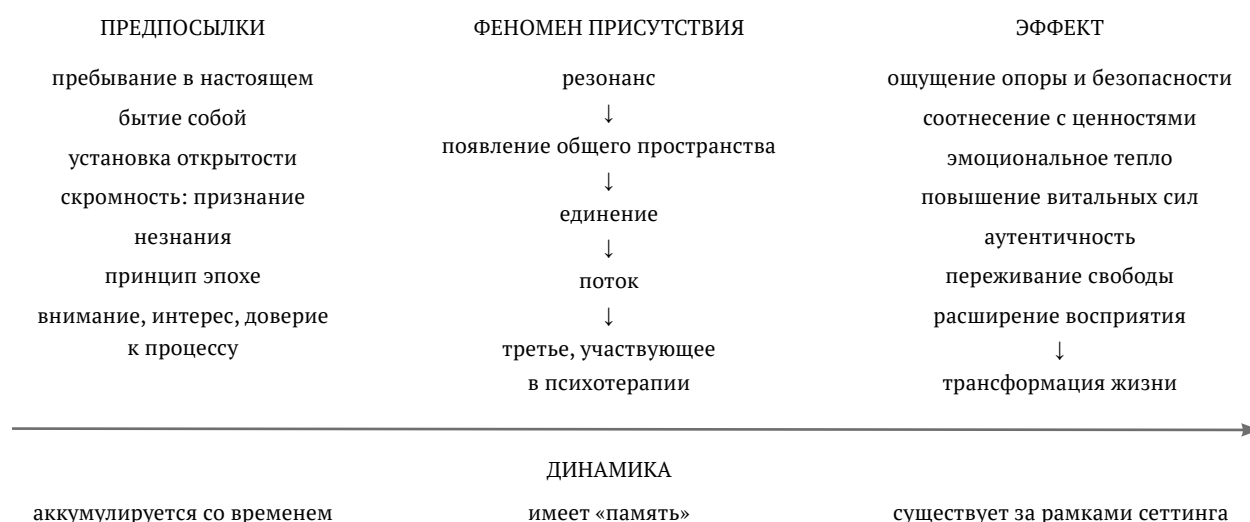 ПРЕДПОСЫЛКИ
пребывание в настоящем
бытие собой
установка открытости
скромность: признание
незнания
принцип эпохе
внимание, интерес, доверие
к процессу
ФЕНОМЕН ПРИСУТСТВИЯ
резонанс
↓
появление общего пространства
↓
единение
↓
поток
↓
третье, участвующее
в психотерапии
ЭФФЕКТ
ощущение опоры и безопасности
соотнесение с ценностями
эмоциональное тепло
повышение витальных сил
аутентичность
переживание свободы
расширение восприятия
↓
трансформация жизни
ДИНАМИКА
аккумулируется со временем
имеет «память»
существует за рамками сеттинга